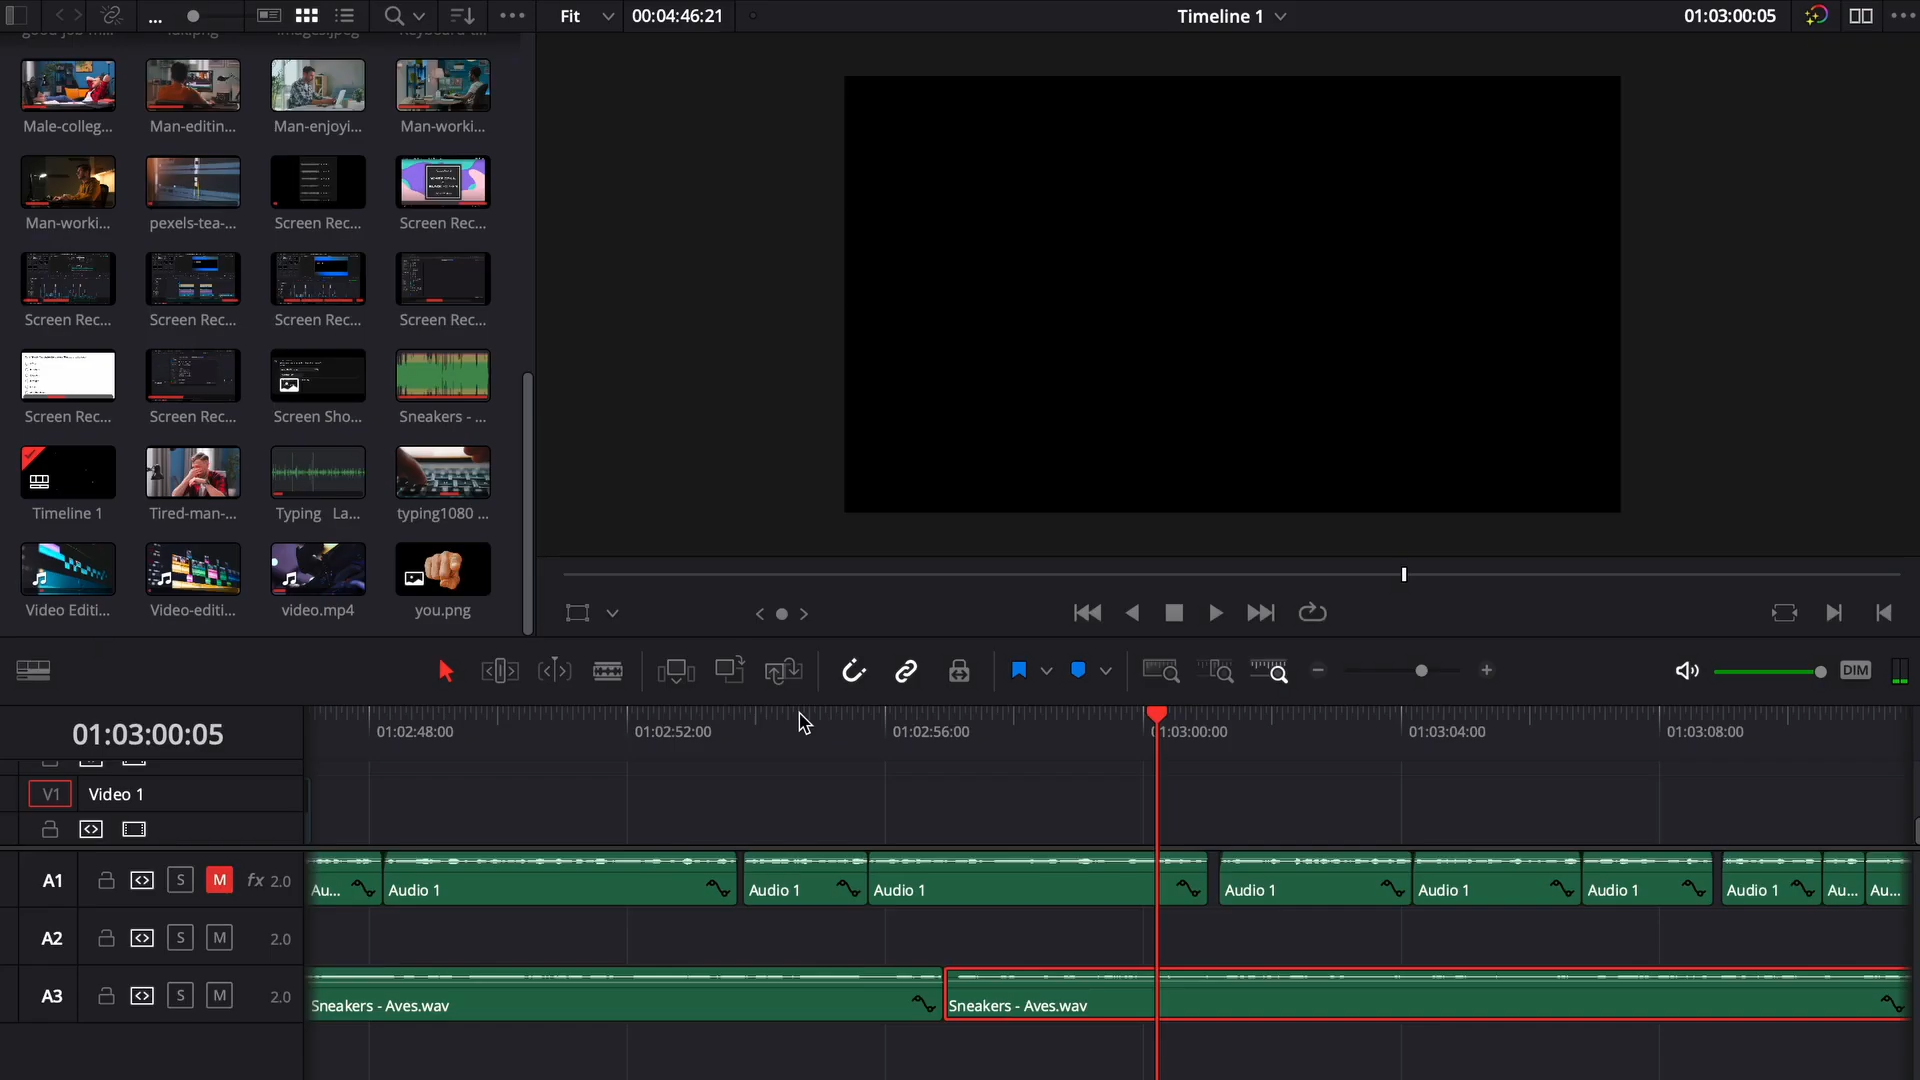 ...
Fit
00:04:46:21
Timeline 1
01:03:00:05
Male-colleg...
Man-editin...
Man-enjoyi...
Man-worki...
Man-worki...
pexels-tea-...
Screen Rec...
Screen Rec...
Screen Rec...
Screen Rec...
Screen Rec...
Screen Rec...
Screen Rec...
Screen Rec...
Screen Sho...
Sneakers - ...
Timeline 1
Tired-man-...
Typing   La...
typing1080 ...
Video Editi...
Video-editi...
video.mp4
you.png
DIM
01:03:00:05
01:02:48:00
01:02:52:00
01:02:56:00
01:03:00:00
01:03:04:00
01:03:08:00
V1
Video 1
A1
S
M
fx
2.0
Au...
Audio 1
Audio 1
Audio 1
Audio 1
Audio 1
Audio 1
Audio 1
Au...
Au...
A2
S
M
2.0
A3
S
M
2.0
Sneakers - Aves.wav
Sneakers - Aves.wav